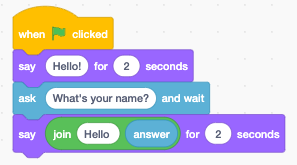 when clicked
say Hello! for 2 seconds
ask What's your name? and wait
say join Hello answer for 2 seconds